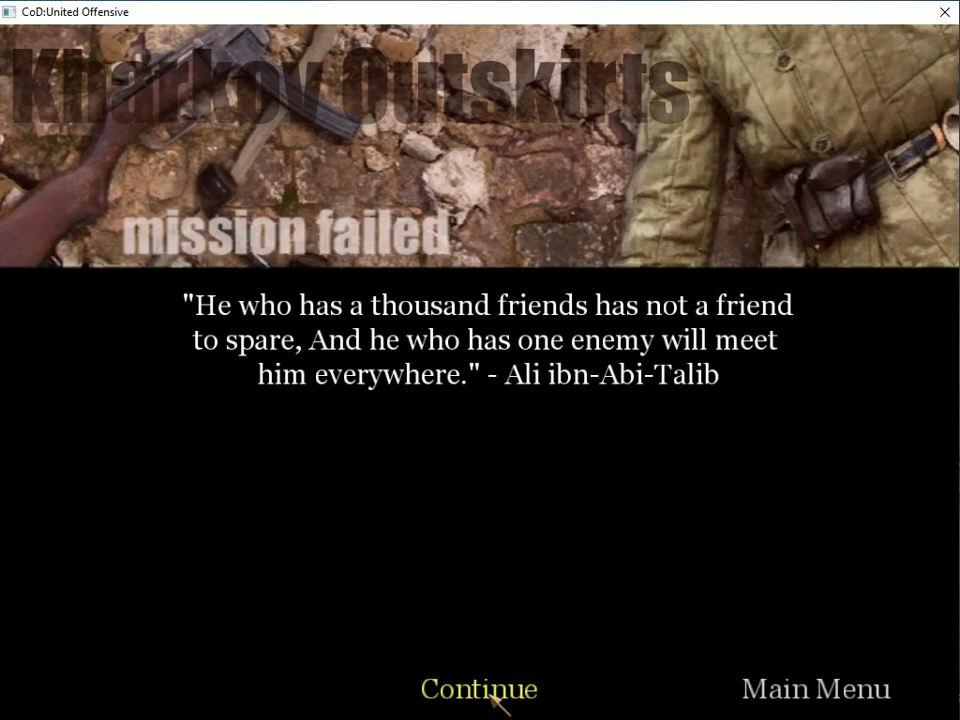 CoD:United Offensive
Kharkov Outskirts
mission failed
"He who has a thousand friends has not a friend
to spare, And he who has one enemy will meet
him everywhere." - Ali ibn-Abi-Talib
Continue
Main Menu